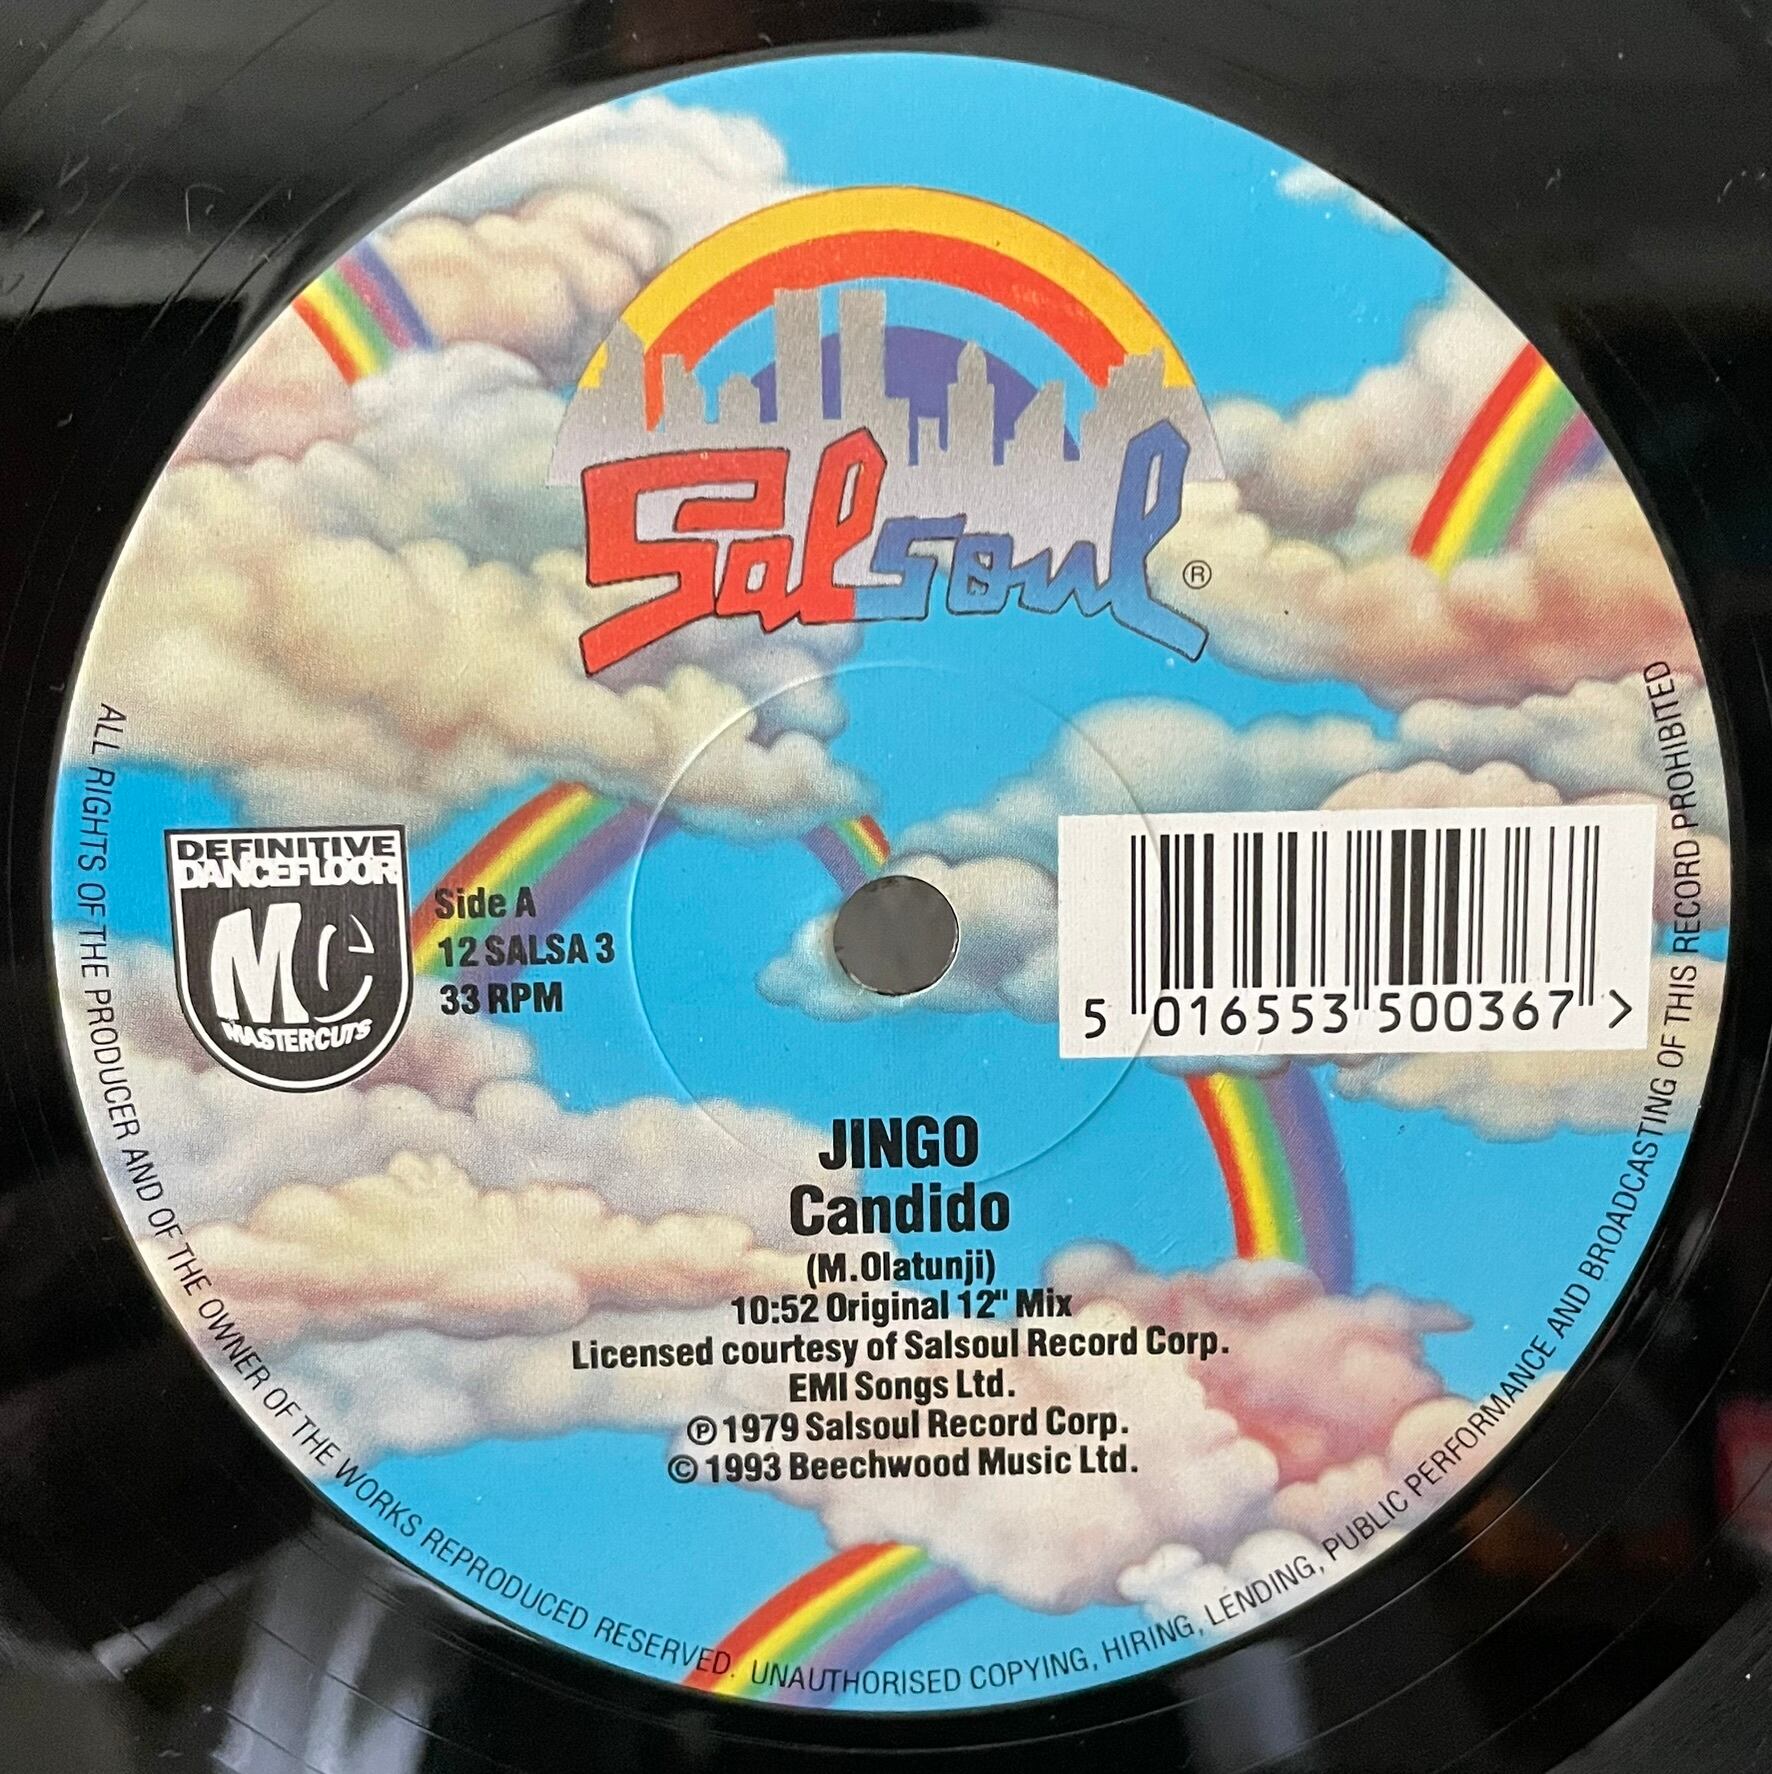 Salsoul ®
DEFINITIVE
DANCEFLOOR
MC
MASTERCUTS
Side A
12 SALSA 3
33 RPM
5 016553 500367 >
JINGO
Candido
(M.Olatunji)
10:52 Original 12" Mix
Licensed courtesy of Salsoul Record Corp.
EMI Songs Ltd.
℗ 1979 Salsoul Record Corp.
© 1993 Beechwood Music Ltd.
ALL RIGHTS OF THE PRODUCER AND OF THE OWNER OF THE WORKS REPRODUCED RESERVED. UNAUTHORISED COPYING, HIRING, LENDING, PUBLIC PERFORMANCE AND BROADCASTING OF THIS RECORD PROHIBITED